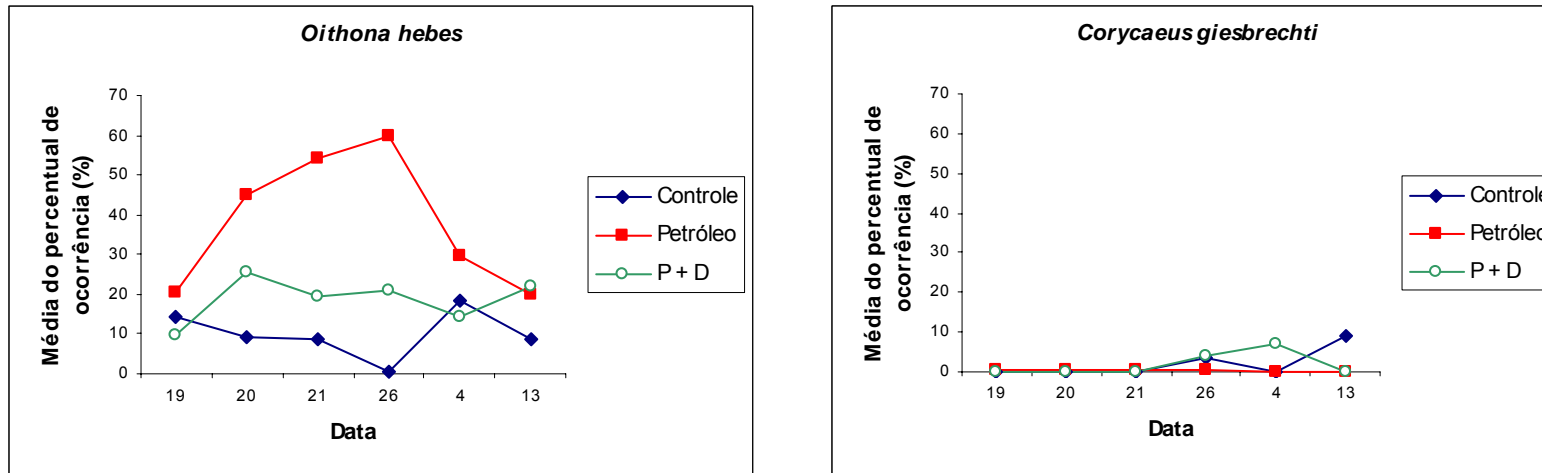 Oithona hebes
Média do percentual de
ocorrência (%)
70
60
50
40
30
20
10
0
19 20 21 26 4 13
Data
Controle
Petróleo
P + D
Corycaeus giesbrechti
Média do percentual de
ocorrência (%)
70
60
50
40
30
20
10
0
19 20 21 26 4 13
Data
Controle
Petróleo
P + D